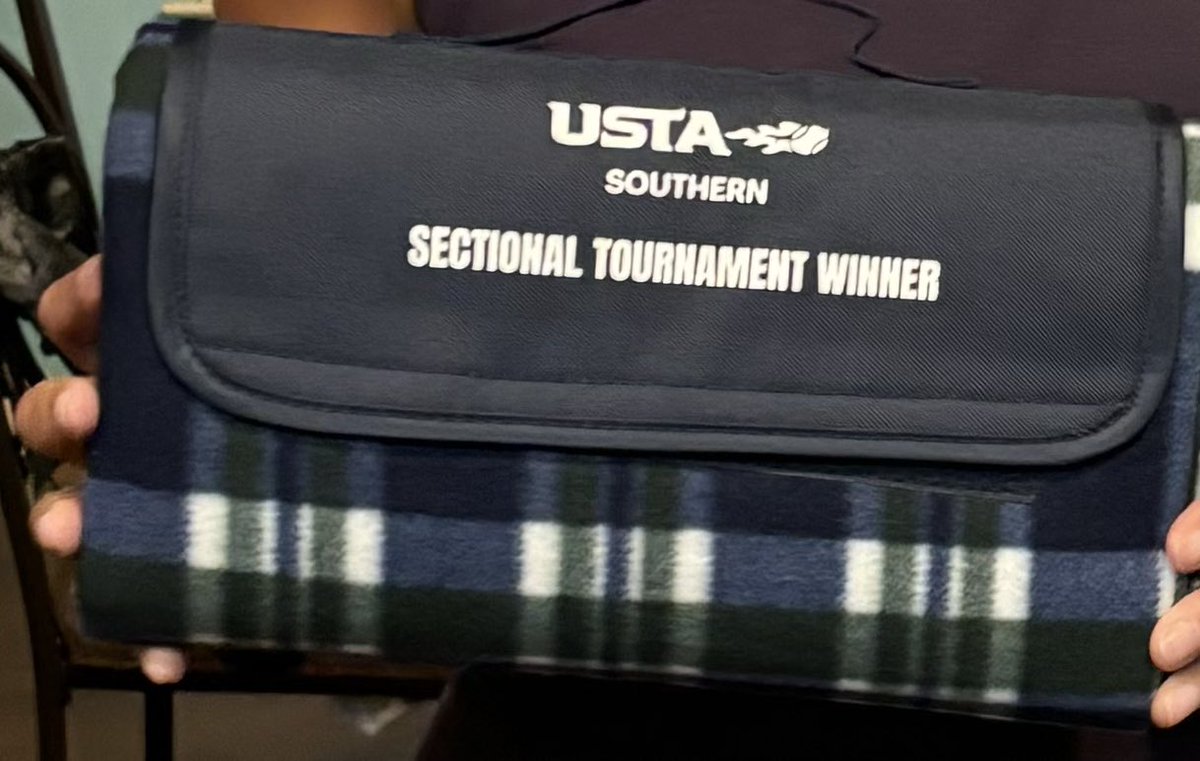 USTA
SOUTHERN
SECTIONAL TOURNAMENT WINNER